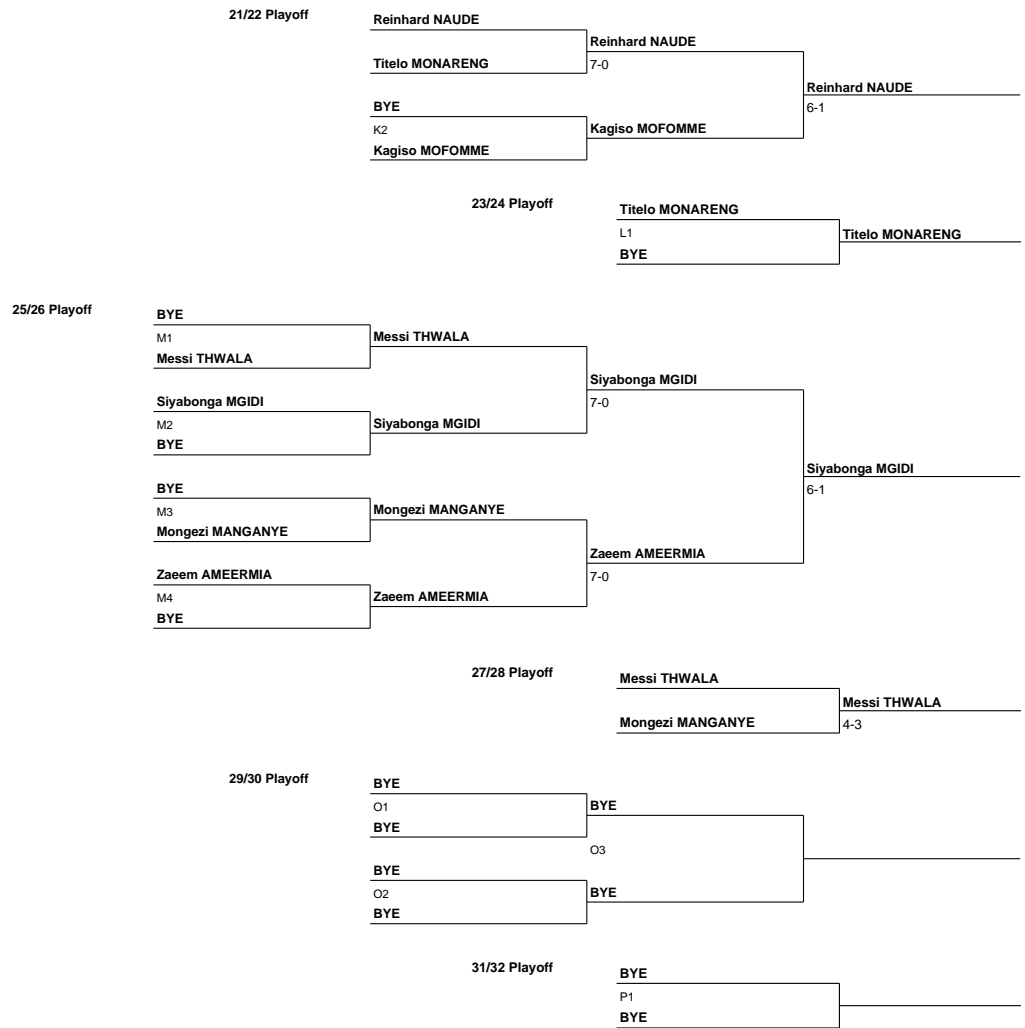 21/22 Playoff
Reinhard NAUDE
Reinhard NAUDE
Titelo MONARENG
7-0
Reinhard NAUDE
BYE
6-1
K2
Kagiso MOFOMME
Kagiso MOFOMME
23/24 Playoff
Titelo MONARENG
L1
Titelo MONARENG
BYE
25/26 Playoff
BYE
M1
Messi THWALA
Messi THWALA
Siyabonga MGIDI
Siyabonga MGIDI
7-0
M2
Siyabonga MGIDI
BYE
Siyabonga MGIDI
6-1
BYE
M3
Mongezi MANGANYE
Mongezi MANGANYE
Zaeem AMEERMIA
Zaeem AMEERMIA
7-0
M4
Zaeem AMEERMIA
BYE
27/28 Playoff
Messi THWALA
Messi THWALA
Mongezi MANGANYE
4-3
29/30 Playoff
BYE
O1
BYE
BYE
O3
BYE
O2
BYE
BYE
31/32 Playoff
BYE
P1
BYE